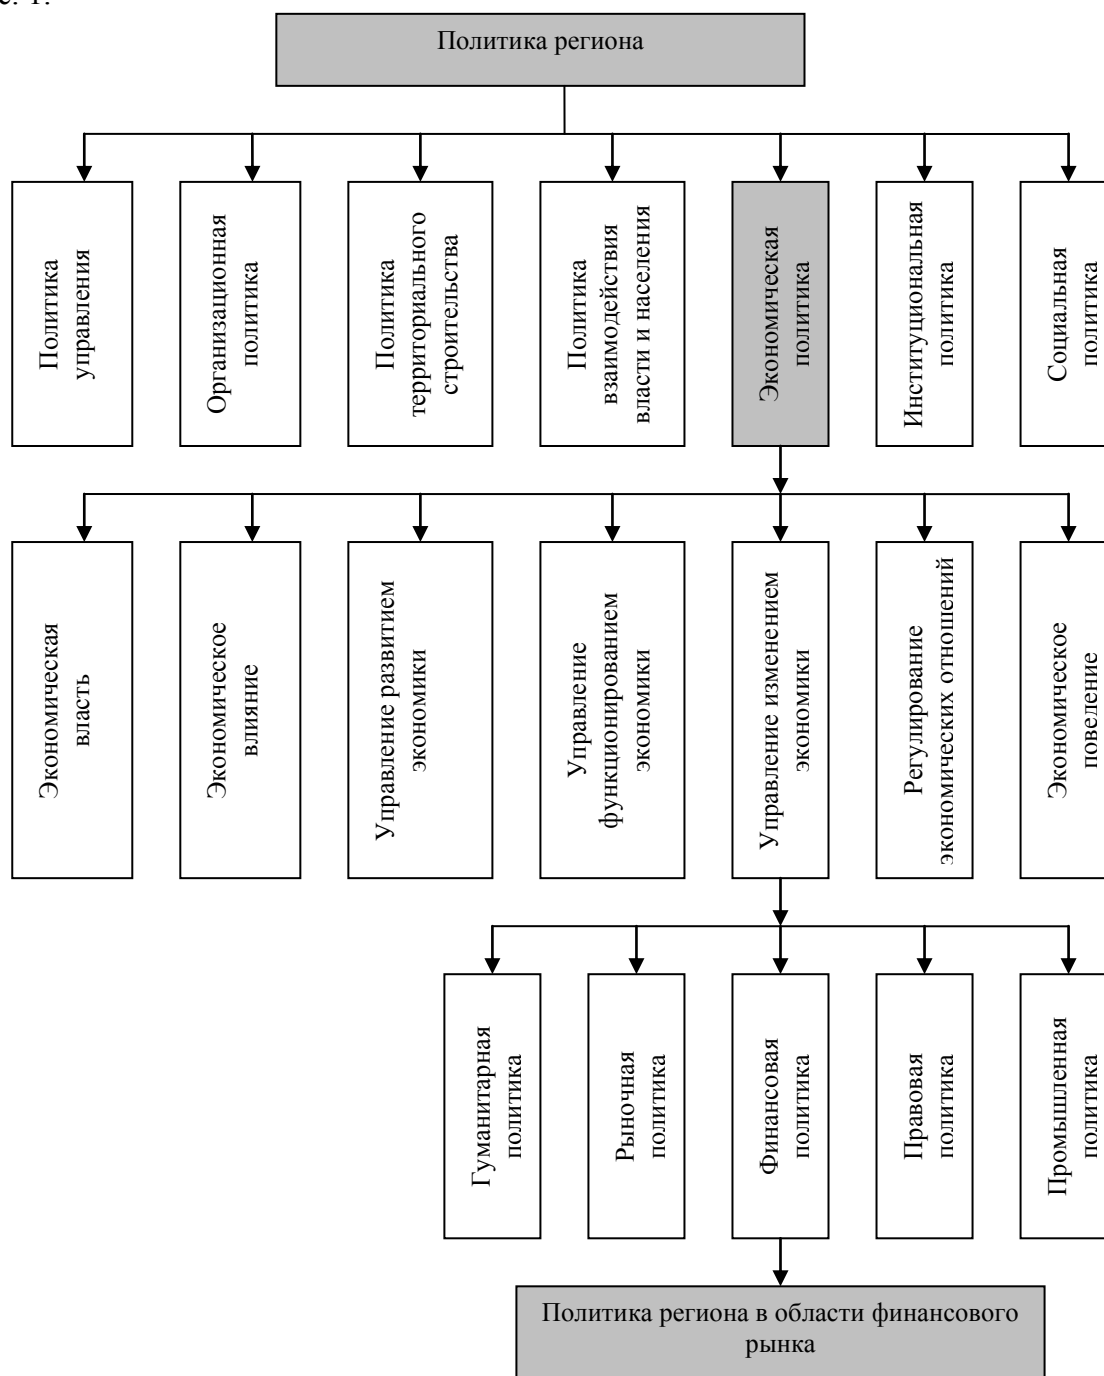 с. 1.
Политика региона
Политика
управления
Организационная
политика
Политика
территориального
строительства
Политика
взаимодействия
власти и населения
Экономическая
политика
Институциональная
политика
Социальная
политика
Экономическая
власть
Экономическое
влияние
Управление развитием
экономики
Управление
функционированием
экономики
Управление изменением
экономики
Регулирование
экономических отношений
Экономическое
поведение
Гуманитарная
политика
Рыночная
политика
Финансовая
политика
Правовая
политика
Промышленная
политика
Политика региона в области финансового
рынка